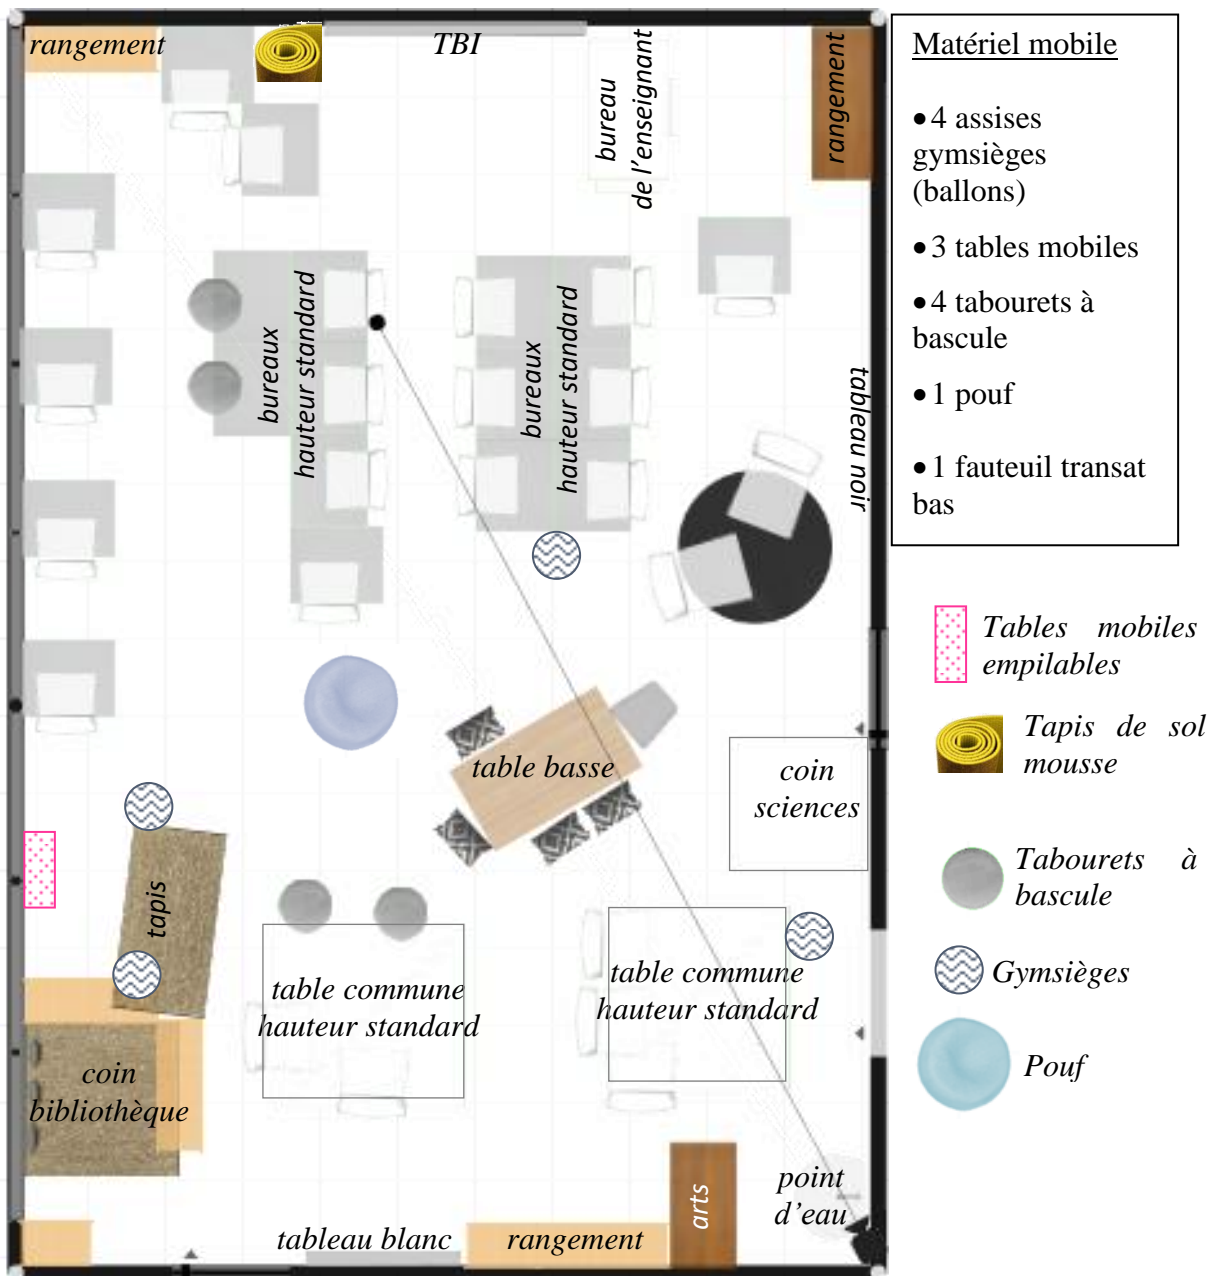 rangement
TBI
bureau
de l'enseignant
rangement
bureaux
hauteur standard
bureaux
hauteur standard
tableau noir
table basse
coin
sciences
tapis
table commune
hauteur standard
table commune
hauteur standard
coin
bibliothèque
arts
point
d'eau
tableau blanc
rangement
Matériel mobile
• 4 assises
gymsièges
(ballons)
• 3 tables mobiles
• 4 tabourets à
bascule
• 1 pouf
• 1 fauteuil transat
bas
Tables mobiles
empilables
Tapis de sol
mousse
Tabourets à
bascule
Gymsièges
Pouf